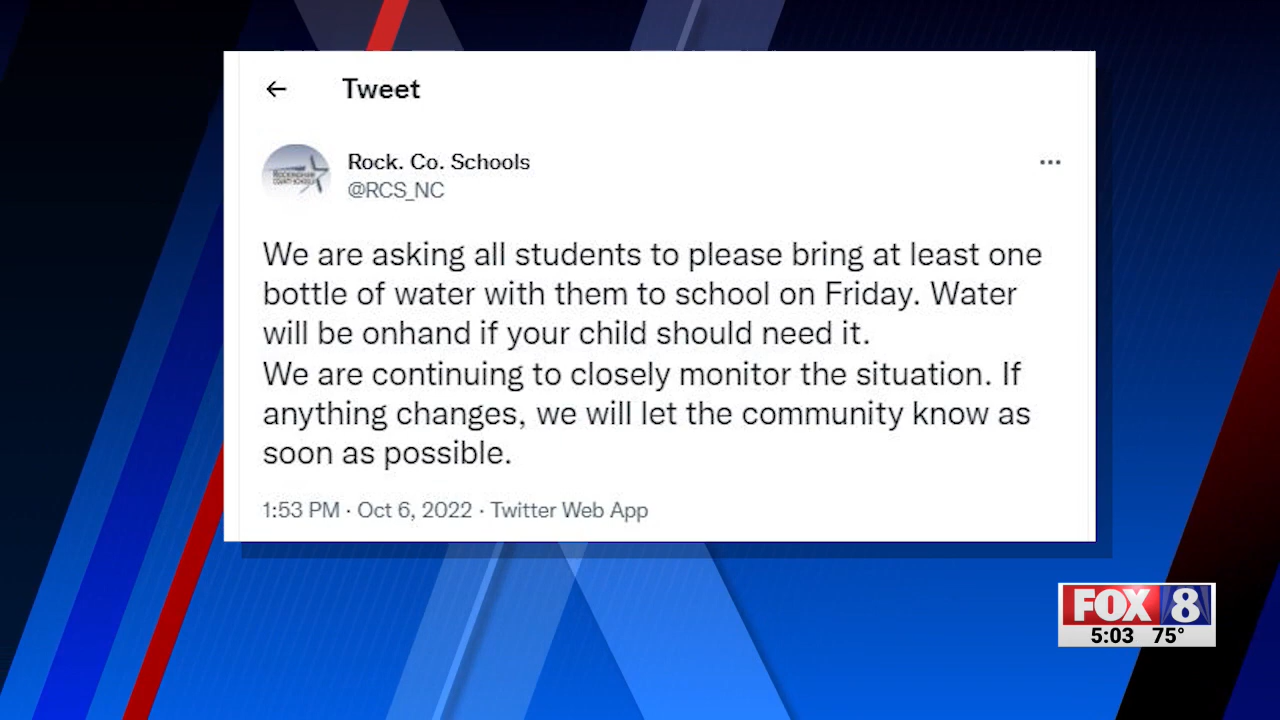 ← Tweet
ROCKINGHAM
COUNTY SCHOOLS
Rock. Co. Schools
@RCS_NC
We are asking all students to please bring at least one
bottle of water with them to school on Friday. Water
will be onhand if your child should need it.
We are continuing to closely monitor the situation. If
anything changes, we will let the community know as
soon as possible.
1:53 PM · Oct 6, 2022 · Twitter Web App
FOX 8
5:03 75°